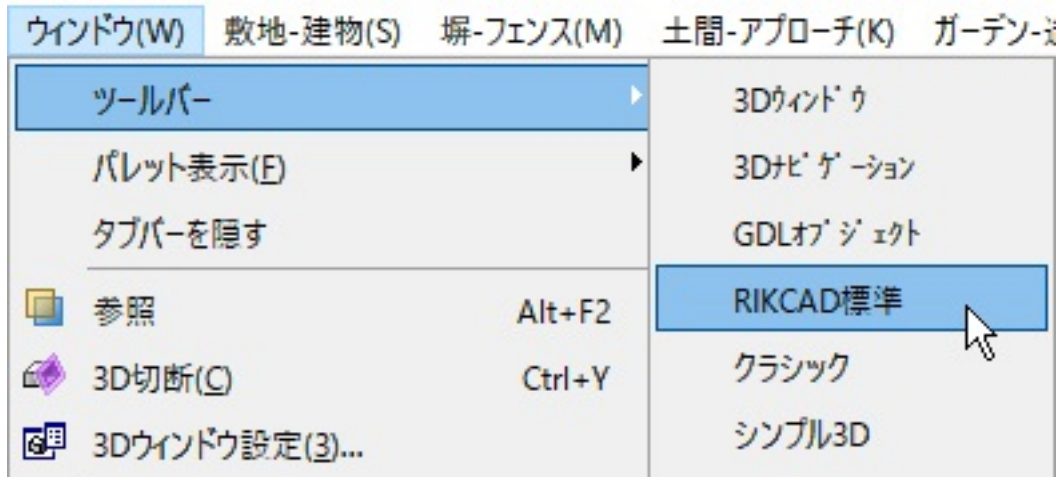 ウィンドウ(W) 敷地-建物(S) 塀-フェンス(M) 土間-アプローチ(K) ガーデン-
ツールバー
パレット表示(F)
タブバーを隠す
参照 Alt+F2
3D切断(C) Ctrl+Y
3Dウィンドウ設定(3)...
3Dｳｨﾝﾄﾞｳ
3Dﾅﾋﾞｹﾞｰｼｮﾝ
GDLｵﾌﾞｼﾞｪｸﾄ
RIKCAD標準
クラシック
シンプル3D